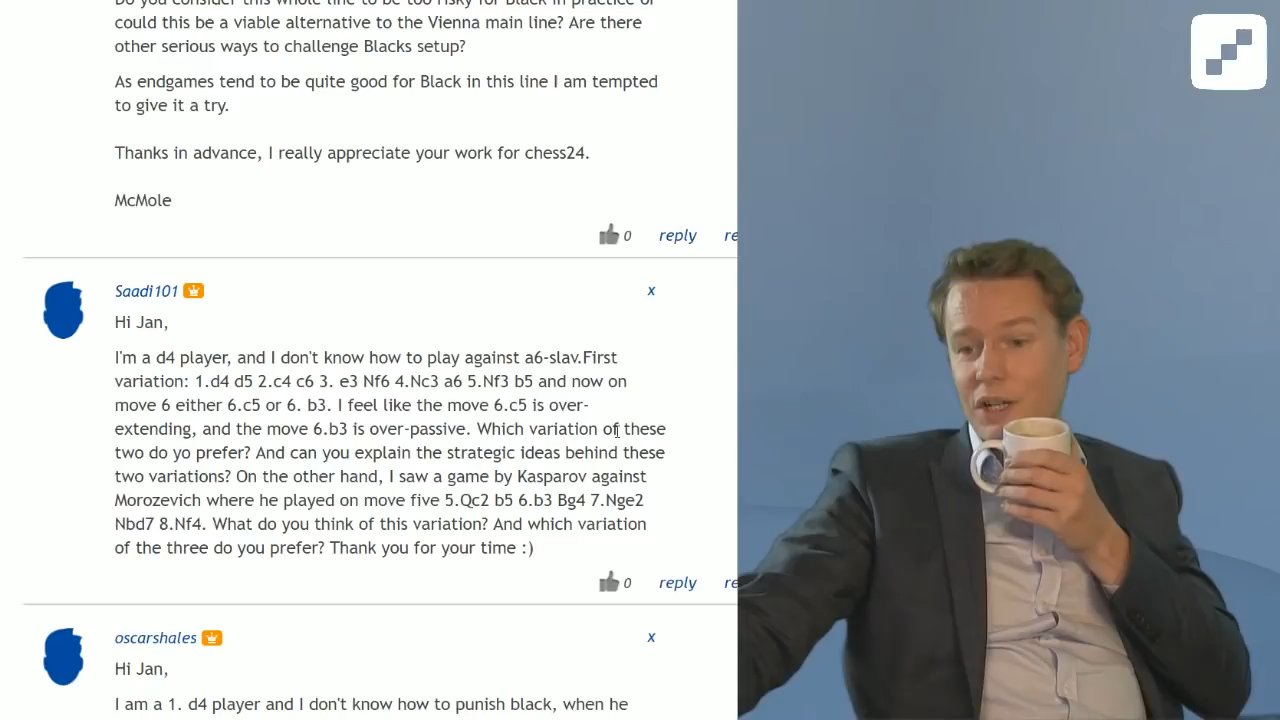 Do you consider this whole line to be too risky for Black in practice or
could this be a viable alternative to the Vienna main line? Are there
other serious ways to challenge Blacks setup?
As endgames tend to be quite good for Black in this line I am tempted
to give it a try.
Thanks in advance, I really appreciate your work for chess24.
McMole
0 reply re
Saadi101 x
Hi Jan,
I'm a d4 player, and I don't know how to play against a6-slav.First
variation: 1.d4 d5 2.c4 c6 3. e3 Nf6 4.Nc3 a6 5.Nf3 b5 and now on
move 6 either 6.c5 or 6. b3. I feel like the move 6.c5 is over-
extending, and the move 6.b3 is over-passive. Which variation of these
two do yo prefer? And can you explain the strategic ideas behind these
two variations? On the other hand, I saw a game by Kasparov against
Morozevich where he played on move five 5.Qc2 b5 6.b3 Bg4 7.Nge2
Nbd7 8.Nf4. What do you think of this variation? And which variation
of the three do you prefer? Thank you for your time :)
0 reply re
oscarshales x
Hi Jan,
I am a 1. d4 player and I don't know how to punish black, when he